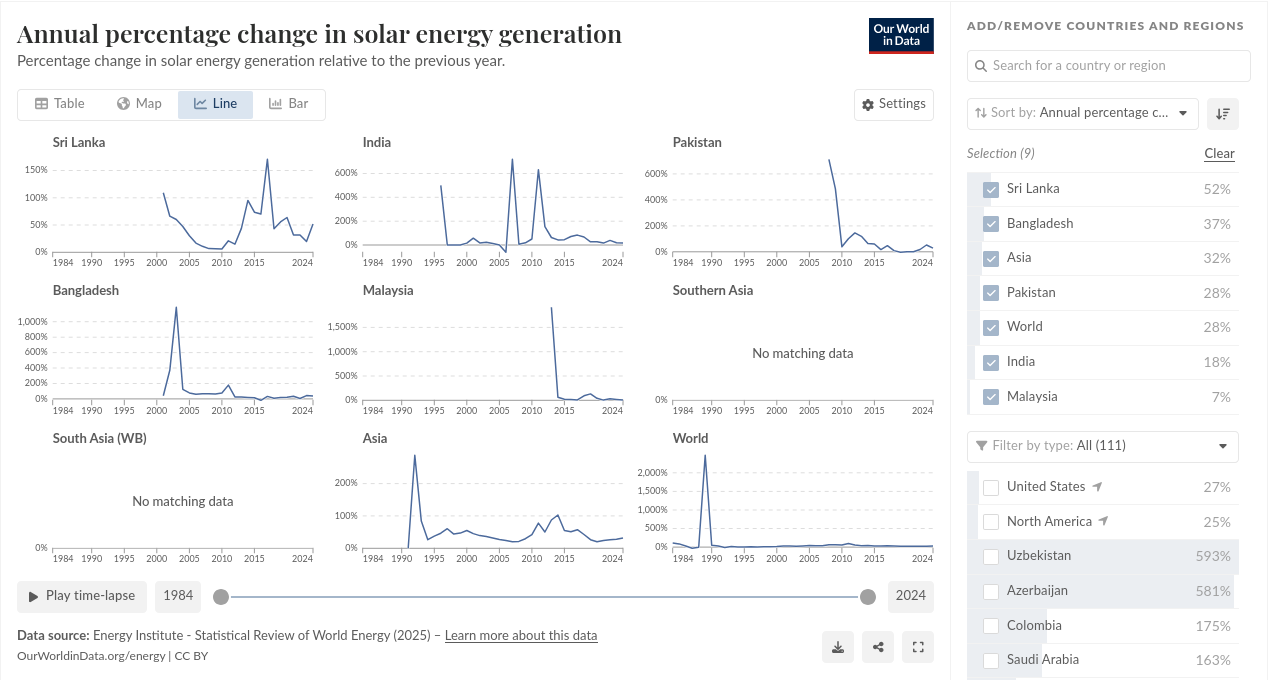 Annual percentage change in solar energy generation
Percentage change in solar energy generation relative to the previous year.
Our World
in Data
Table
Map
Line
Bar
Settings
Sri Lanka
150%
100%
50%
0%
1984 1990 1995 2000 2005 2010 2015 2024
India
600%
400%
200%
0%
1984 1990 1995 2000 2005 2010 2015 2024
Pakistan
600%
400%
200%
0%
1984 1990 1995 2000 2005 2010 2015 2024
Bangladesh
1,000%
800%
600%
400%
200%
0%
1984 1990 1995 2000 2005 2010 2015 2024
Malaysia
1,500%
1,000%
500%
0%
1984 1990 1995 2000 2005 2010 2015 2024
Southern Asia
No matching data
0%
1984 1990 1995 2000 2005 2010 2015 2024
South Asia (WB)
No matching data
0%
1984 1990 1995 2000 2005 2010 2015 2024
Asia
200%
100%
0%
1984 1990 1995 2000 2005 2010 2015 2024
World
2,000%
1,500%
1,000%
500%
0%
1984 1990 1995 2000 2005 2010 2015 2024
Play time-lapse
1984
2024
Data source: Energy Institute - Statistical Review of World Energy (2025) – Learn more about this data
OurWorldinData.org/energy | CC BY
ADD/REMOVE COUNTRIES AND REGIONS
Search for a country or region
Sort by: Annual percentage c...
Selection (9)
Clear
Sri Lanka 52%
Bangladesh 37%
Asia 32%
Pakistan 28%
World 28%
India 18%
Malaysia 7%
Filter by type: All (111)
United States 27%
North America 25%
Uzbekistan 593%
Azerbaijan 581%
Colombia 175%
Saudi Arabia 163%